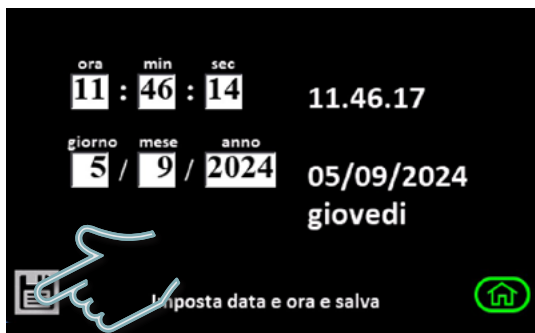 ora min sec
11 : 46 : 14
11.46.17
giorno mese anno
5 / 9 / 2024
05/09/2024
giovedi
Imposta data e ora e salva